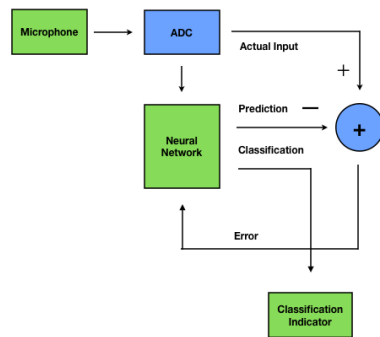 Microphone
ADC
Actual Input
+
Neural
Network
Prediction
—
Classification
+
Error
Classification
Indicator